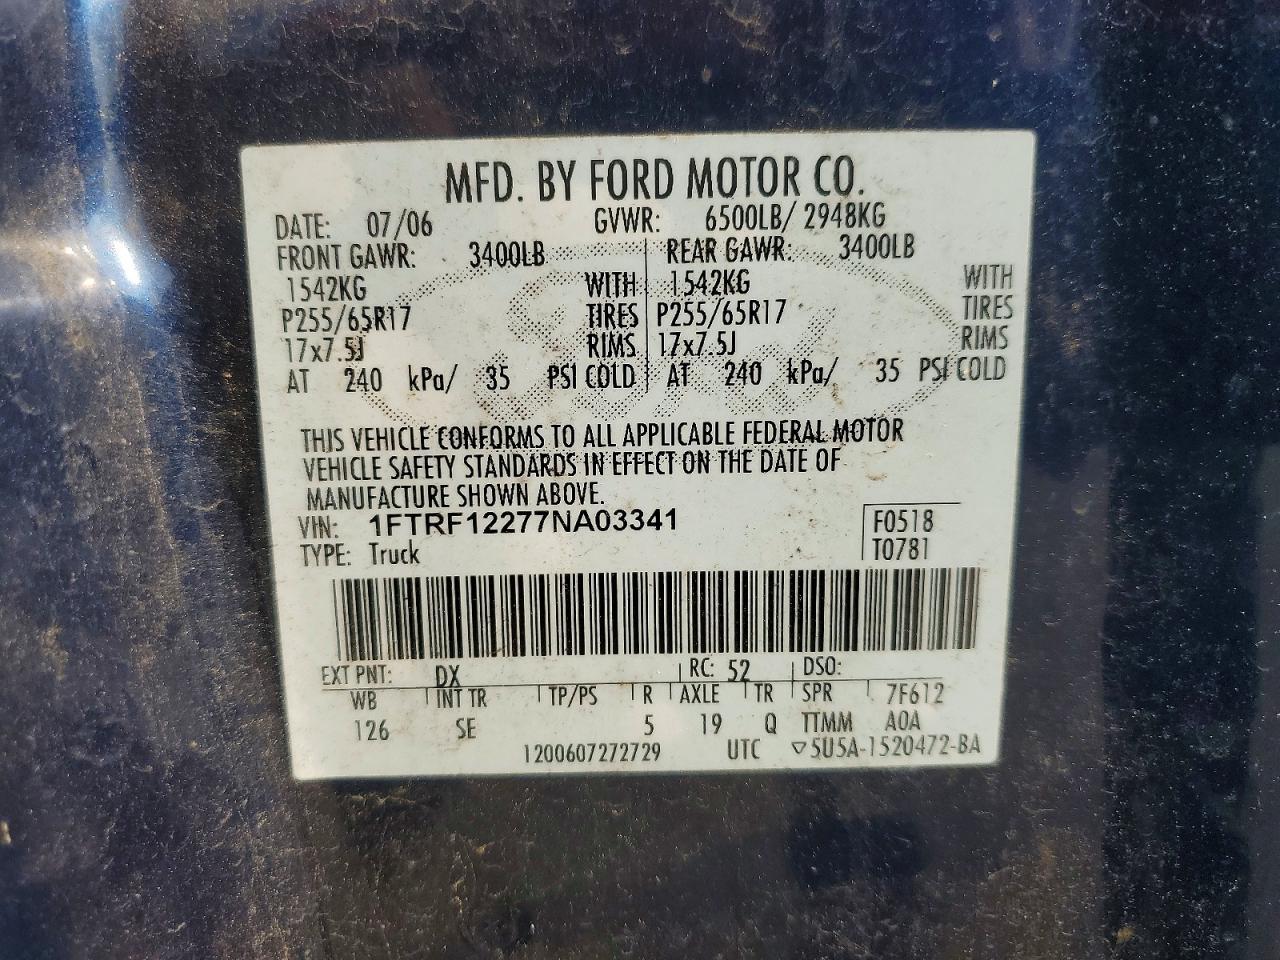 MFD. BY FORD MOTOR CO.
DATE: 07/06 GVWR: 6500LB/ 2948KG
FRONT GAWR: 3400LB REAR GAWR: 3400LB
1542KG WITH 1542KG WITH
P255/65R17 TIRES P255/65R17 TIRES
17x7.5J RIMS 17x7.5J RIMS
AT 240 kPa/ 35 PSI COLD AT 240 kPa/ 35 PSI COLD
THIS VEHICLE CONFORMS TO ALL APPLICABLE FEDERAL MOTOR
VEHICLE SAFETY STANDARDS IN EFFECT ON THE DATE OF
MANUFACTURE SHOWN ABOVE.
VIN: 1FTRF12277NA03341 F0518
TYPE: Truck T0781
EXT PNT: DX RC: 52 DSO:
WB INT TR TP/PS R AXLE TR SPR 7F612
126 SE 5 19 Q TTMM A0A
1200607272729 UTC ▽5U5A-1520472-BA